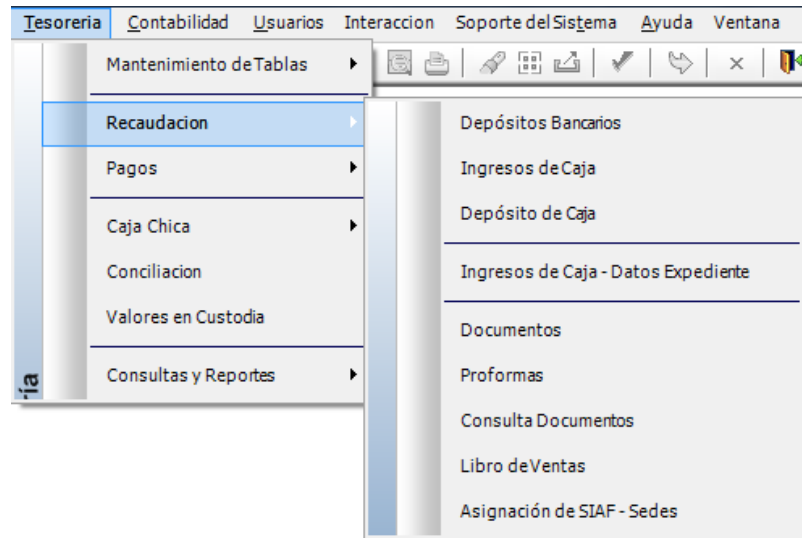 Tesoreria Contabilidad Usuarios Interaccion Soporte del Sistema Ayuda Ventana
Mantenimiento de Tablas
Recaudacion
Pagos
Caja Chica
Conciliacion
Valores en Custodia
Consultas y Reportes
ría
Depósitos Bancarios
Ingresos de Caja
Depósito de Caja
Ingresos de Caja - Datos Expediente
Documentos
Proformas
Consulta Documentos
Libro de Ventas
Asignación de SIAF - Sedes